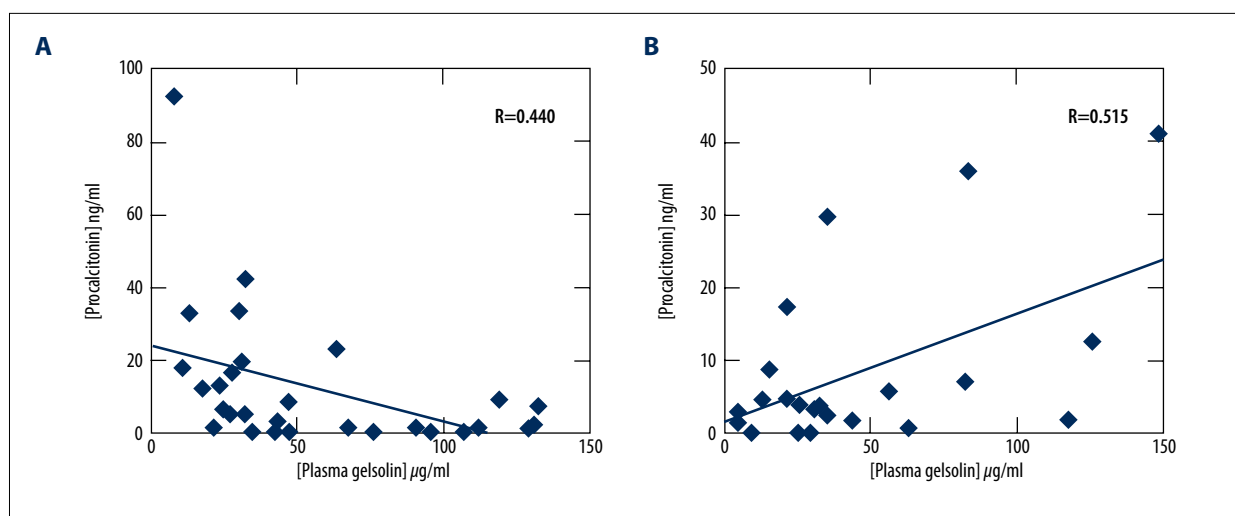 A
B
100
80
60
40
20
0
[Procalcitonin] ng/ml
R=0.440
0 50 100 150
[Plasma gelsolin] µg/ml
50
40
30
20
10
0
[Procalcitonin] ng/ml
R=0.515
0 50 100 150
[Plasma gelsolin] µg/ml